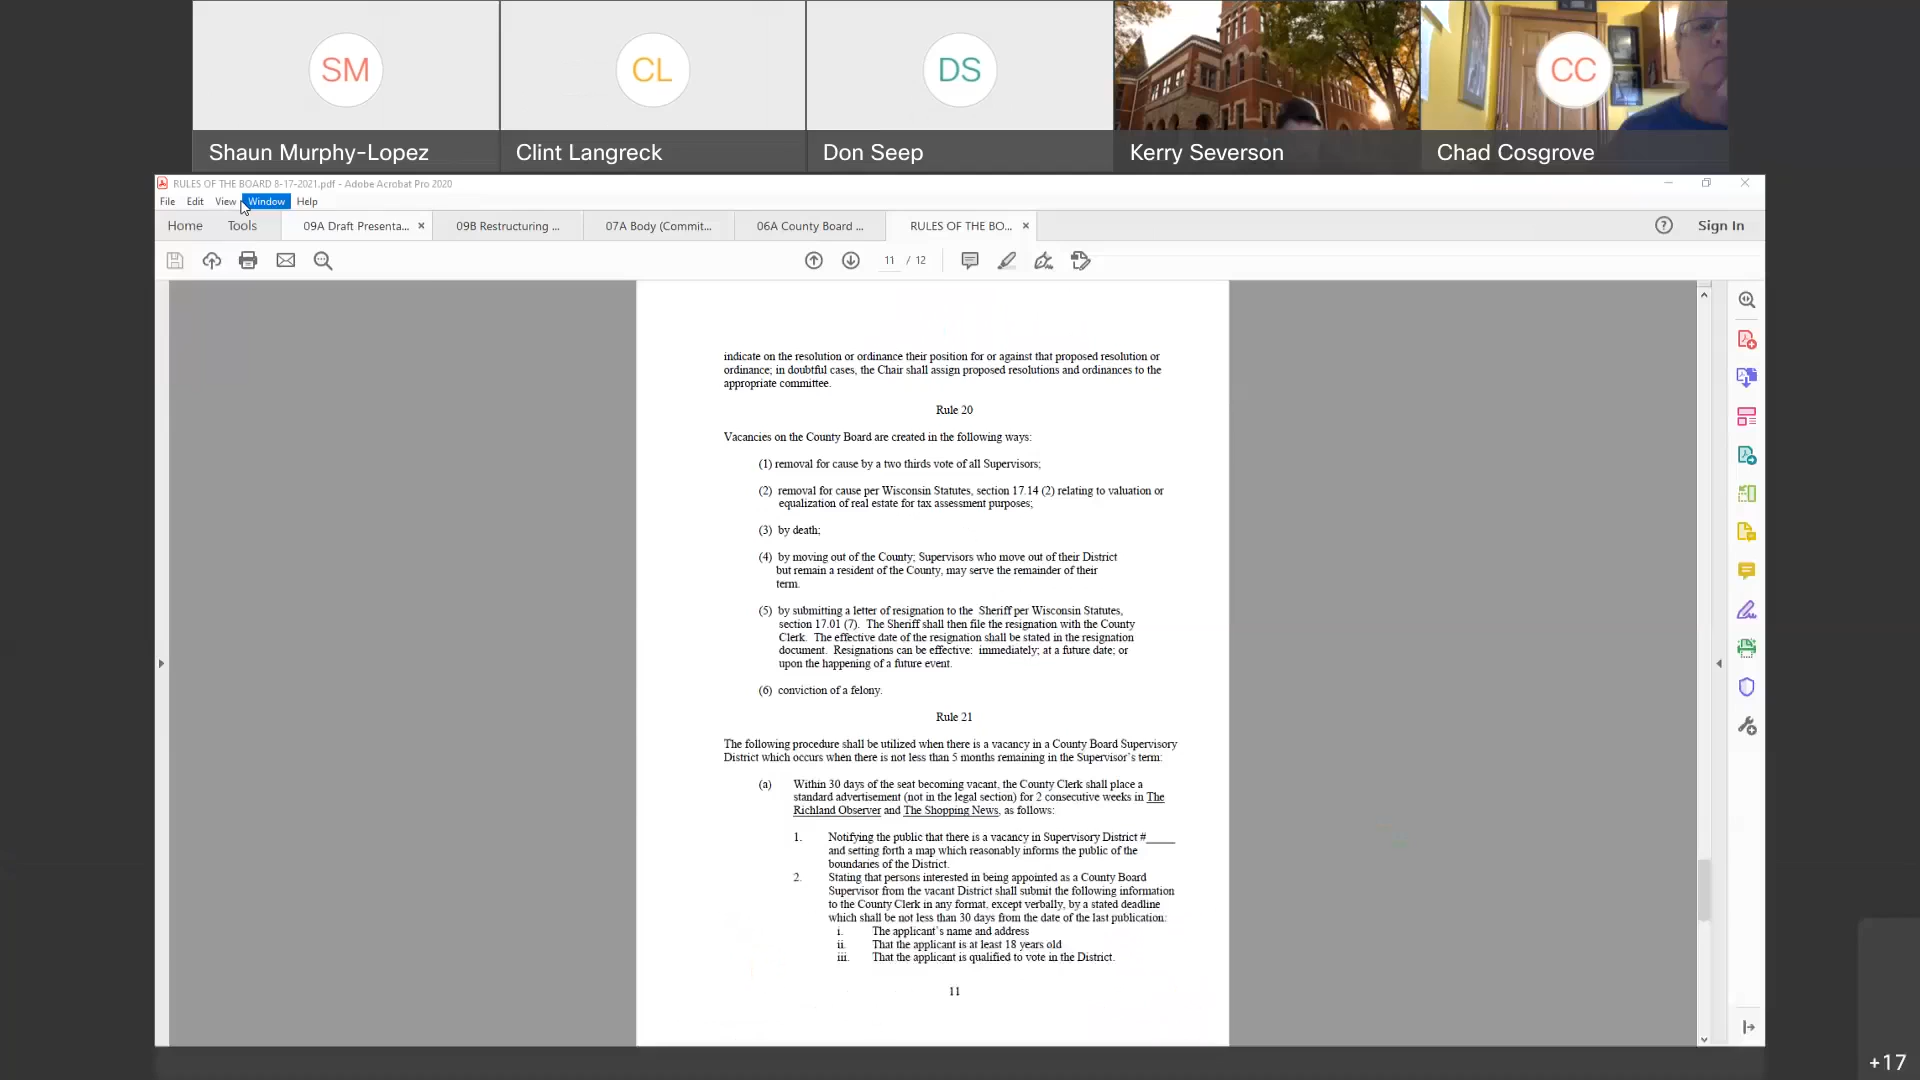 SM
CL
DS
CC
Shaun Murphy-Lopez
Clint Langreck
Don Seep
Kerry Severson
Chad Cosgrove
RULES OF THE BOARD 8-17-2021.pdf - Adobe Acrobat Pro 2020
File Edit View Window Help
Home Tools 09A Draft Presenta... × 09B Restructuring ... 07A Body (Commit... 06A County Board ... RULES OF THE BO... × Sign In
11 / 12
indicate on the resolution or ordinance their position for or against that proposed resolution or
ordinance; in doubtful cases, the Chair shall assign proposed resolutions and ordinances to the
appropriate committee.
Rule 20
Vacancies on the County Board are created in the following ways:
(1) removal for cause by a two thirds vote of all Supervisors;
(2) removal for cause per Wisconsin Statutes, section 17.14 (2) relating to valuation or
equalization of real estate for tax assessment purposes;
(3) by death;
(4) by moving out of the County; Supervisors who move out of their District
but remain a resident of the County, may serve the remainder of their
term.
(5) by submitting a letter of resignation to the Sheriff per Wisconsin Statutes,
section 17.01 (7). The Sheriff shall then file the resignation with the County
Clerk. The effective date of the resignation shall be stated in the resignation
document. Resignations can be effective: immediately; at a future date; or
upon the happening of a future event.
(6) conviction of a felony.
Rule 21
The following procedure shall be utilized when there is a vacancy in a County Board Supervisory
District which occurs when there is not less than 5 months remaining in the Supervisor's term:
(a) Within 30 days of the seat becoming vacant, the County Clerk shall place a
standard advertisement (not in the legal section) for 2 consecutive weeks in The
Richland Observer and The Shopping News, as follows:
1. Notifying the public that there is a vacancy in Supervisory District #_____
and setting forth a map which reasonably informs the public of the
boundaries of the District.
2. Stating that persons interested in being appointed as a County Board
Supervisor from the vacant District shall submit the following information
to the County Clerk in any format, except verbally, by a stated deadline
which shall be not less than 30 days from the date of the last publication:
i. The applicant's name and address
ii. That the applicant is at least 18 years old
iii. That the applicant is qualified to vote in the District.
11
+17